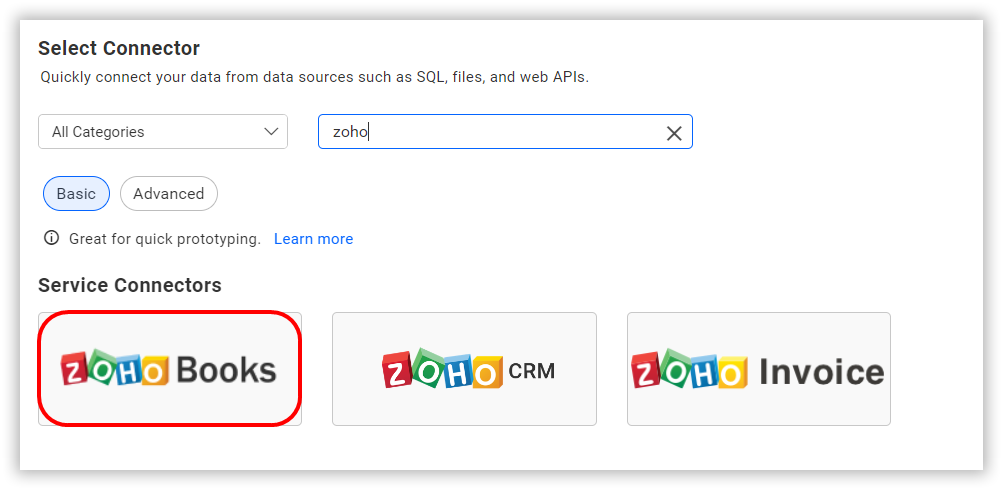 Select Connector
Quickly connect your data from data sources such as SQL, files, and web APIs.
All Categories
zoho
Basic Advanced
Great for quick prototyping. Learn more
Service Connectors
ZOHO Books ZOHO CRM ZOHO Invoice